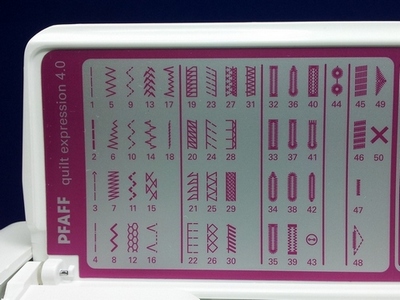 PFAFF quilt expression 4.0
1 5 9 13 17 19 23 27 31 32 36 40 44 45 49
2 6 10 14 18 20 24 28 33 37 41 46 50
3 7 11 15 21 25 29 34 38 42 47
4 8 12 16 22 26 30 35 39 43 48